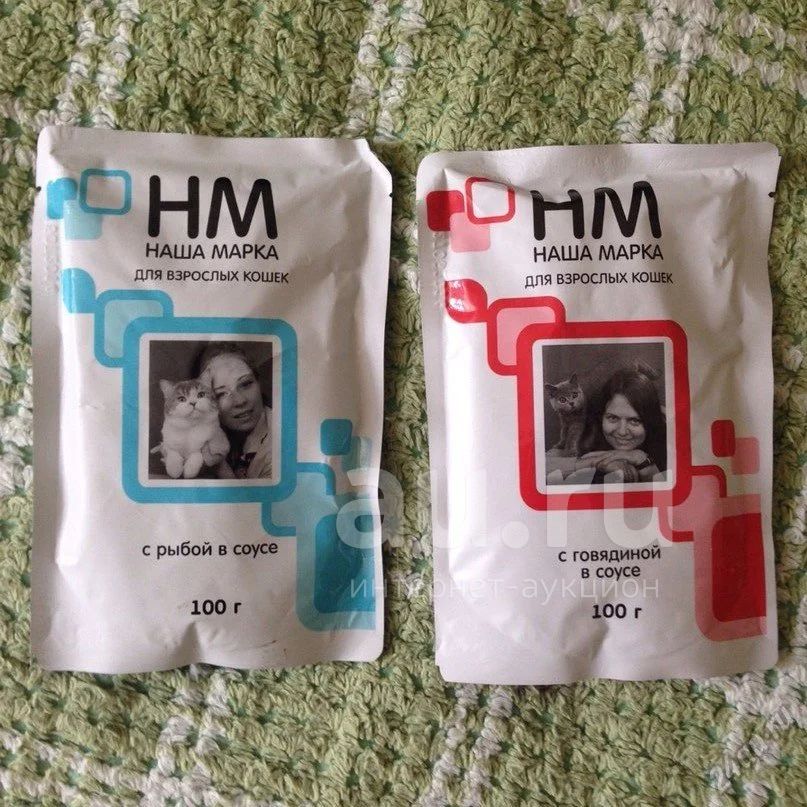 НМ
НАША МАРКА
ДЛЯ ВЗРОСЛЫХ КОШЕК
с рыбой в соусе
100 г
НМ
НАША МАРКА
ДЛЯ ВЗРОСЛЫХ КОШЕК
с говядиной
в соусе
100 г
au.ru
интернет-аукцион